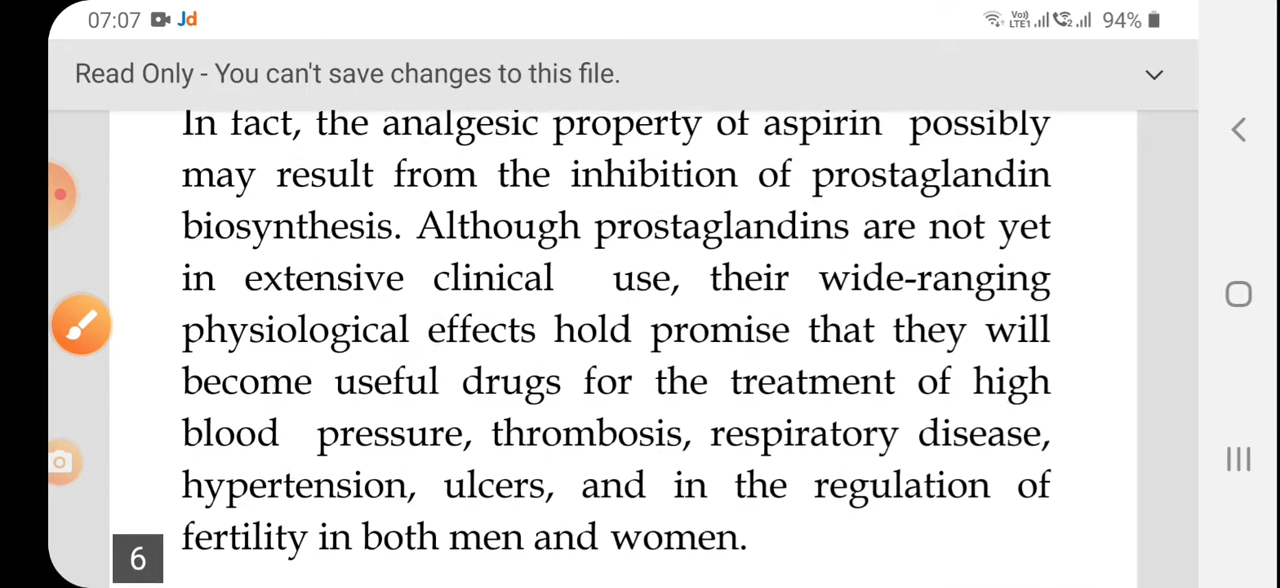 07:07 Jd Vo) LTE1 2 94%
Read Only - You can't save changes to this file.
In fact, the analgesic property of aspirin possibly
may result from the inhibition of prostaglandin
biosynthesis. Although prostaglandins are not yet
in extensive clinical use, their wide-ranging
physiological effects hold promise that they will
become useful drugs for the treatment of high
blood pressure, thrombosis, respiratory disease,
hypertension, ulcers, and in the regulation of
fertility in both men and women.
6